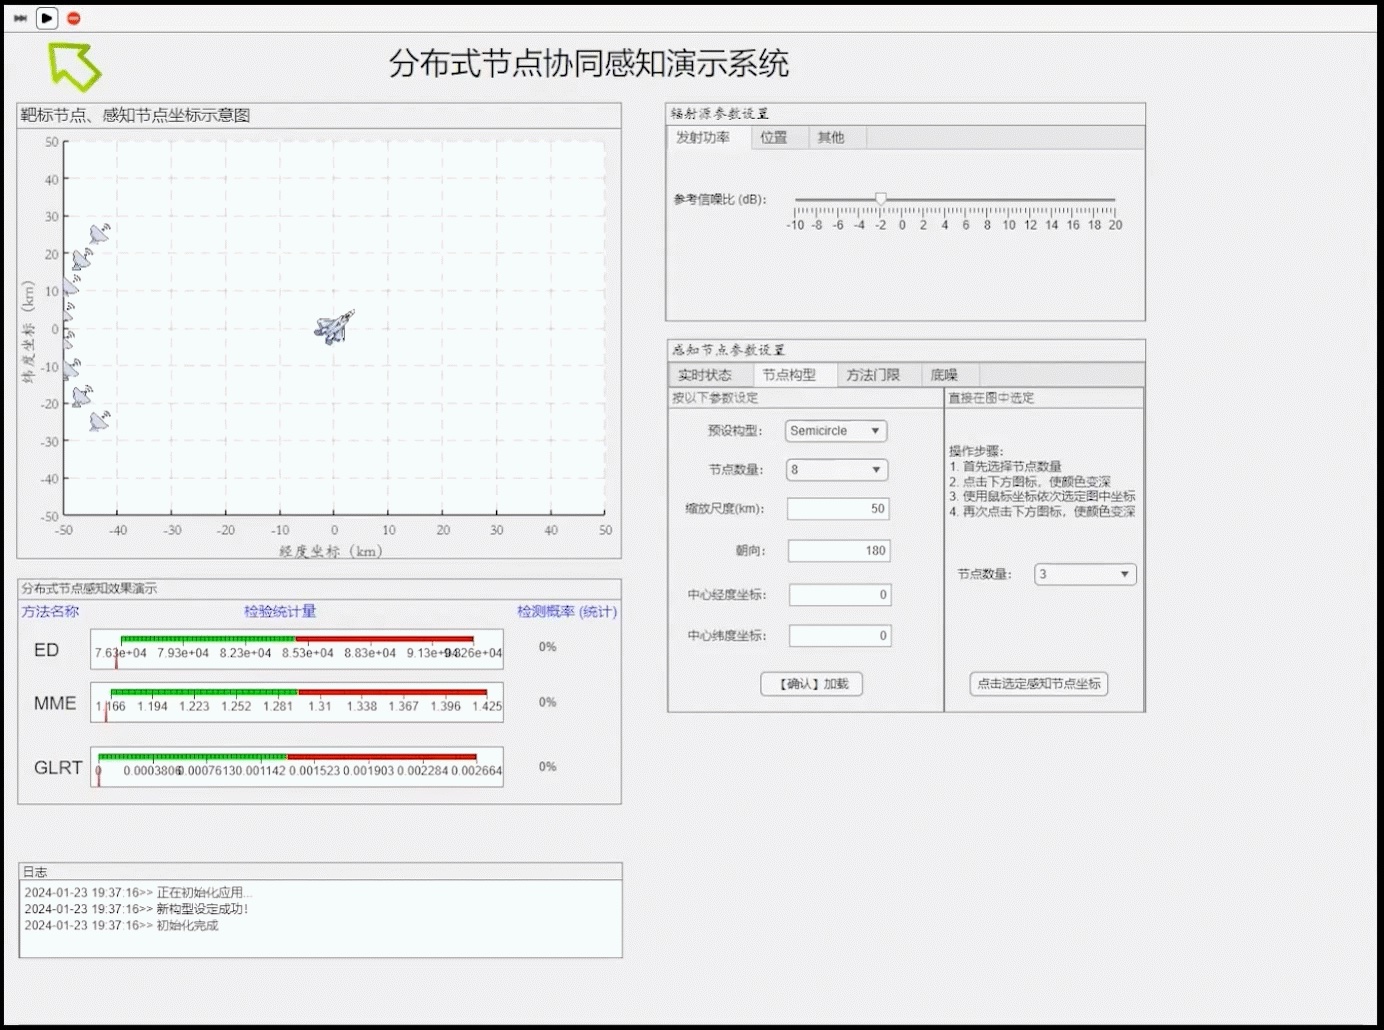 分布式节点协同感知演示系统
靶标节点、感知节点坐标示意图
50
40
30
20
10
0
-10
-20
-30
-40
-50
纬度坐标 (km)
-50 -40 -30 -20 -10 0 10 20 30 40 50
经度坐标 (km)
分布式节点感知效果演示
方法名称 检验统计量 检测概率 (统计)
ED 7.63e+04 7.93e+04 8.23e+04 8.53e+04 8.83e+04 0%
MME 1.166 1.194 1.223 1.252 1.281 1.31 1.338 1.367 1.396 1.425 0%
GLRT 0 0.001142 0.001523 0.001903 0.002284 0.002664 0%
日志
2024-01-23 19:37:16>> 正在初始化应用...
2024-01-23 19:37:16>> 新构型设定成功!
2024-01-23 19:37:16>> 初始化完成
辐射源参数设置
发射功率 位置 其他
参考信噪比 (dB):
-10 -8 -6 -4 -2 0 2 4 6 8 10 12 14 16 18 20
感知节点参数设置
实时状态 节点构型 方法门限 底噪
按以下参数设定
预设构型: Semicircle
节点数量: 8
缩放尺度(km): 50
朝向: 180
中心经度坐标: 0
中心纬度坐标: 0
【确认】加载
直接在图中选定
操作步骤:
1. 首先选择节点数量
2. 点击下方图标，使颜色变深
3. 使用鼠标坐标依次选定图中坐标
4. 再次点击下方图标，使颜色变深
节点数量: 3
点击选定感知节点坐标